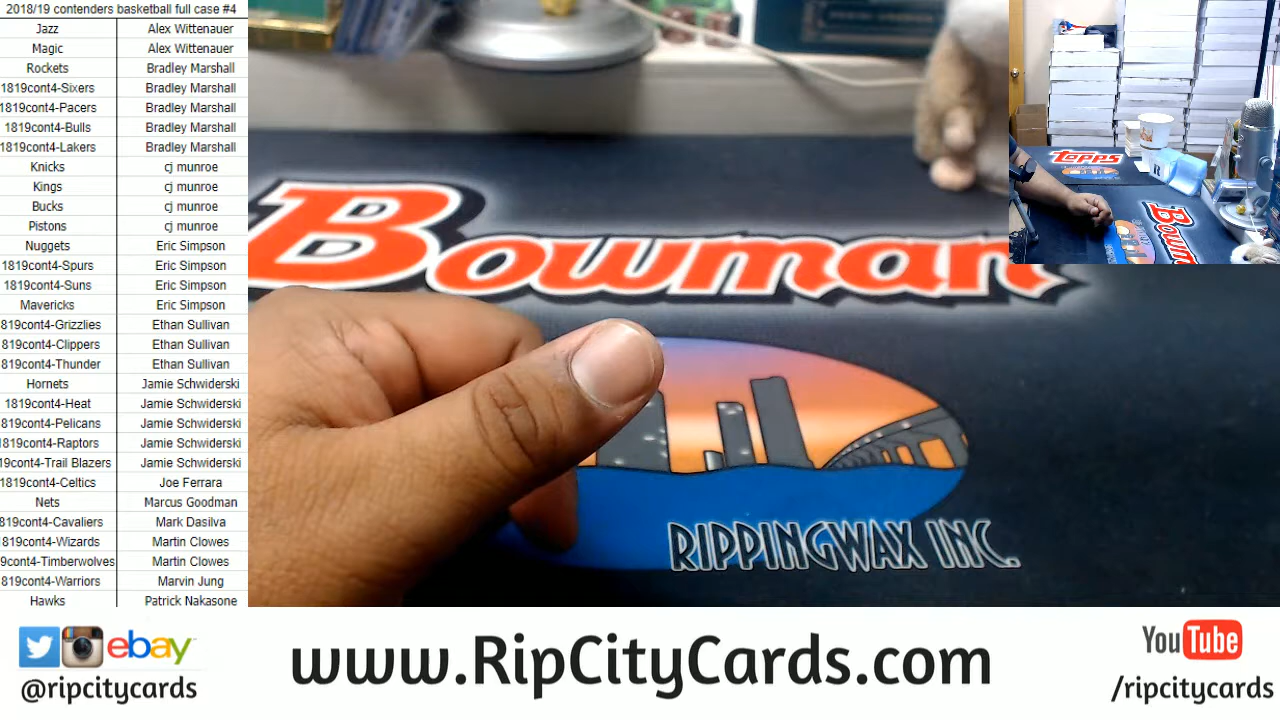 2018/19 contenders basketball full case #4
Jazz Alex Wittenauer
Magic Alex Wittenauer
Rockets Bradley Marshall
1819cont4-Sixers Bradley Marshall
1819cont4-Pacers Bradley Marshall
1819cont4-Bulls Bradley Marshall
1819cont4-Lakers Bradley Marshall
Knicks cj munroe
Kings cj munroe
Bucks cj munroe
Pistons cj munroe
Nuggets Eric Simpson
1819cont4-Spurs Eric Simpson
1819cont4-Suns Eric Simpson
Mavericks Eric Simpson
819cont4-Grizzlies Ethan Sullivan
819cont4-Clippers Ethan Sullivan
819cont4-Thunder Ethan Sullivan
Hornets Jamie Schwiderski
1819cont4-Heat Jamie Schwiderski
819cont4-Pelicans Jamie Schwiderski
819cont4-Raptors Jamie Schwiderski
19cont4-Trail Blazers Jamie Schwiderski
1819cont4-Celtics Joe Ferrara
Nets Marcus Goodman
819cont4-Cavaliers Mark Dasilva
819cont4-Wizards Martin Clowes
9cont4-Timberwolves Martin Clowes
819cont4-Warriors Marvin Jung
Hawks Patrick Nakasone
Bowman
RIPPINGWAX INC.
Topps
Bowm
ebay
@ripcitycards
www.RipCityCards.com
YouTube
/ripcitycards